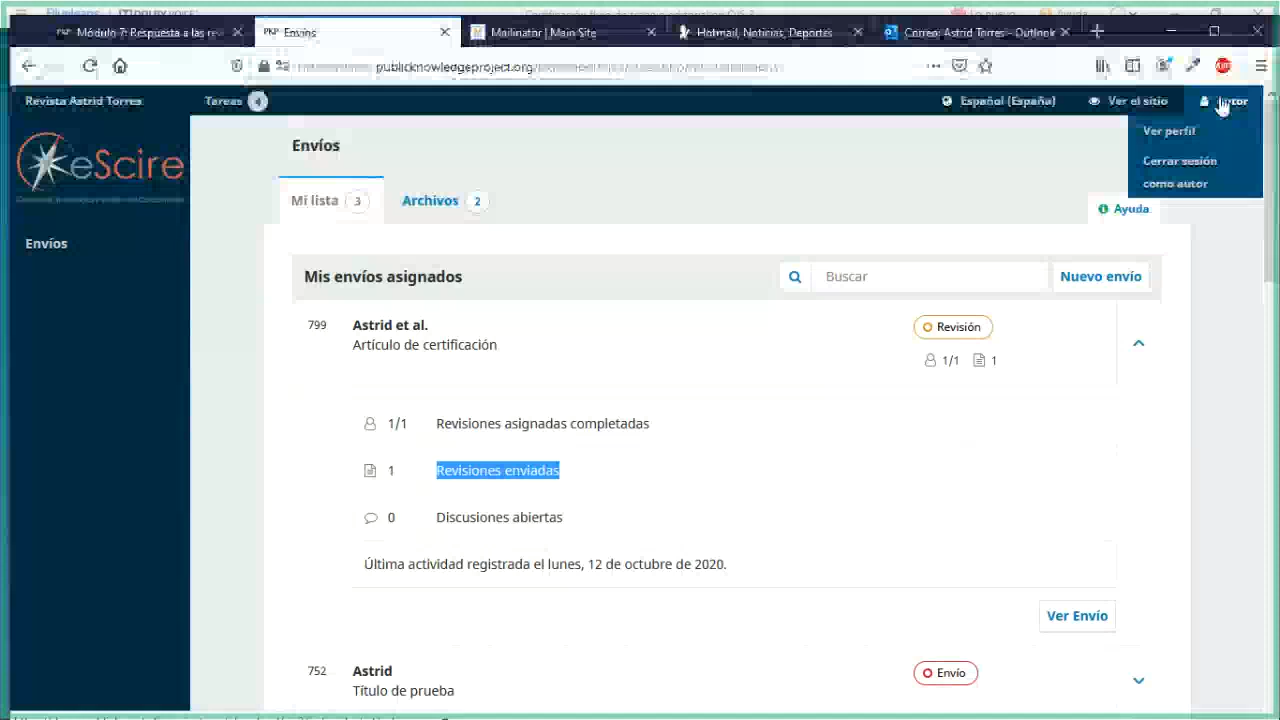 Módulo 7: Respuesta a las rev
Envíos
Mailinator | Main Site
Hotmail, Noticias, Deportes
Correo: Astrid Torres - Outlook
publicknowledgeproject.org
Revista Astrid Torres
Tareas 4
Español (España)
Ver el sitio
Ver perfil
Cerrar sesión
como autor
eScire
Envíos
Envíos
Mi lista 3
Archivos 2
Ayuda
Mis envíos asignados
Buscar
Nuevo envío
799
Astrid et al.
Artículo de certificación
Revisión
1/1
1
1/1 Revisiones asignadas completadas
1 Revisiones enviadas
0 Discusiones abiertas
Última actividad registrada el lunes, 12 de octubre de 2020.
Ver Envío
752
Astrid
Título de prueba
Envío